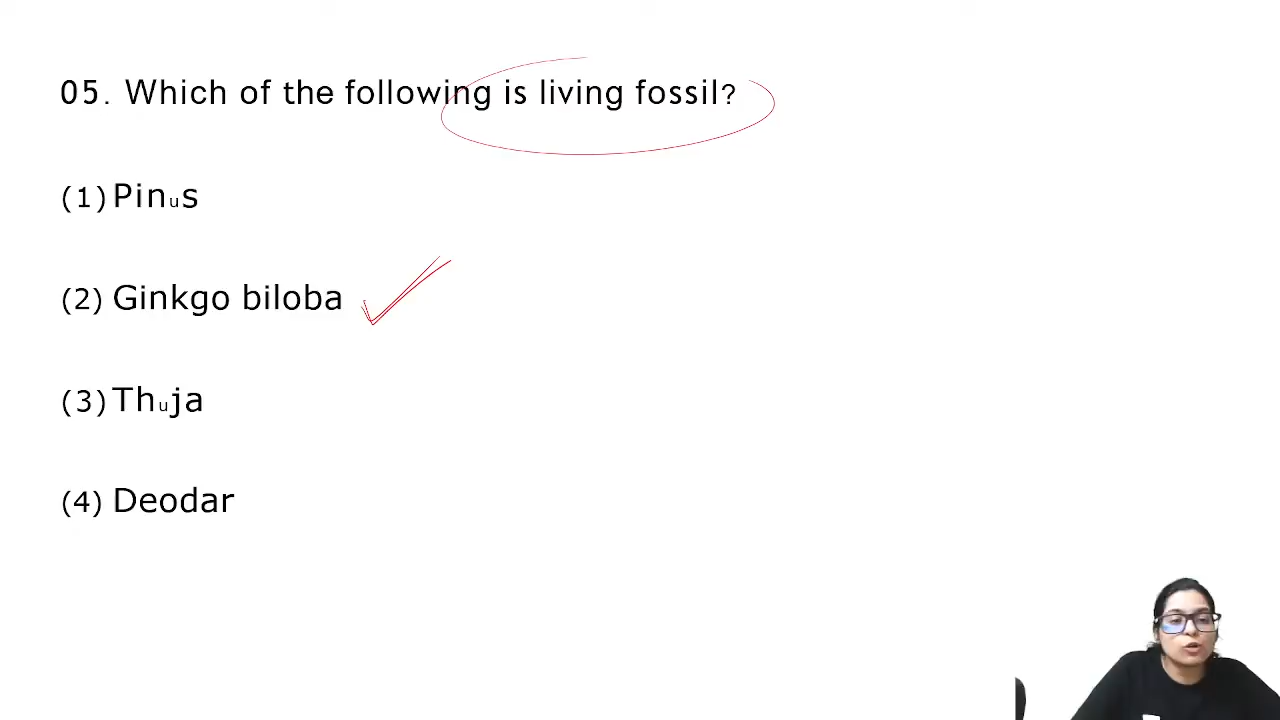 05. Which of the following is living fossil?
(1) Pinus
(2) Ginkgo biloba
(3) Thuja
(4) Deodar